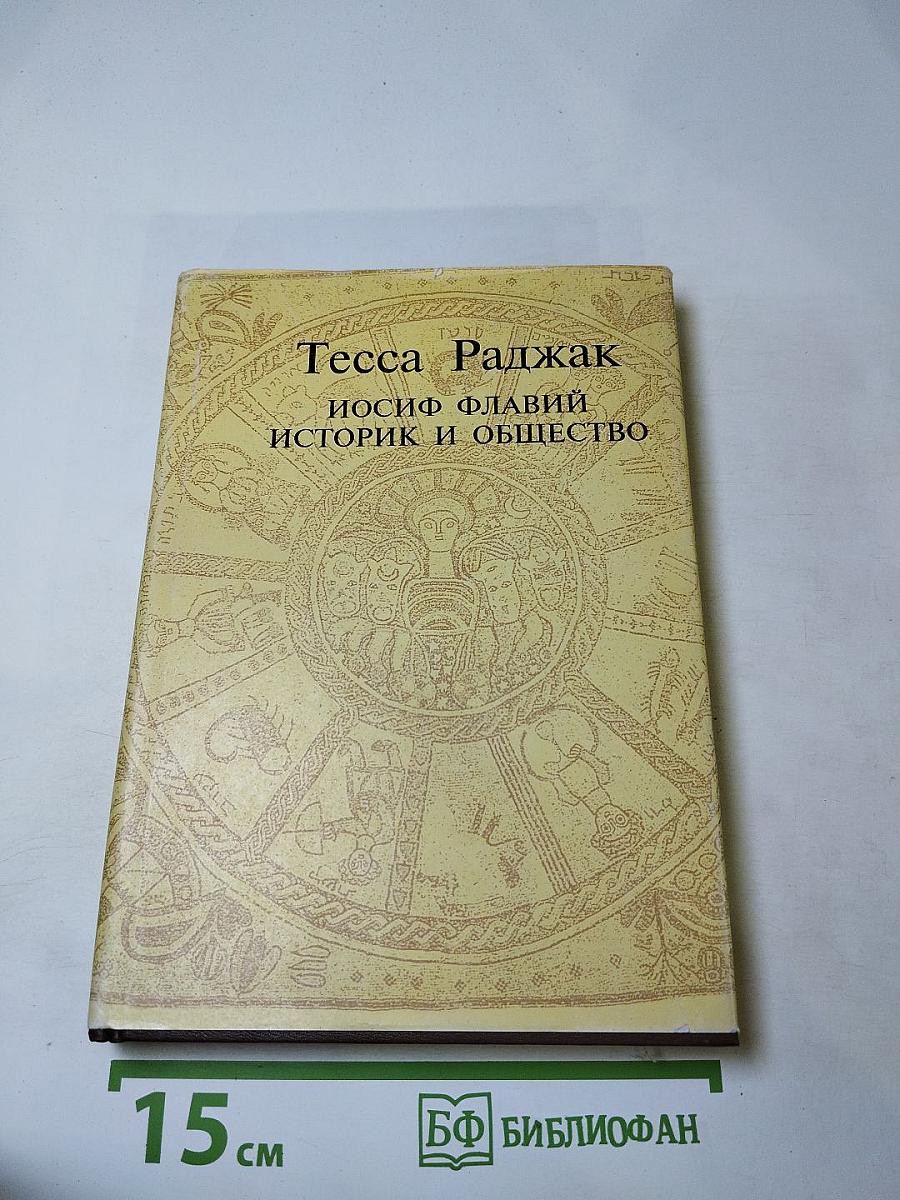 Тесса Раджак
ИОСИФ ФЛАВИЙ
ИСТОРИК И ОБЩЕСТВО
15 см
БФ БИБЛИОФАН